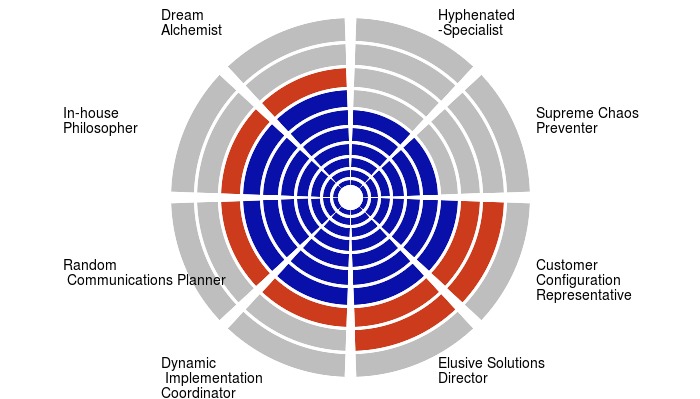 Dream
Alchemist
Hyphenated
-Specialist
In-house
Philosopher
Supreme Chaos
Preventer
Random
Communications Planner
Customer
Configuration
Representative
Dynamic
Implementation
Coordinator
Elusive Solutions
Director